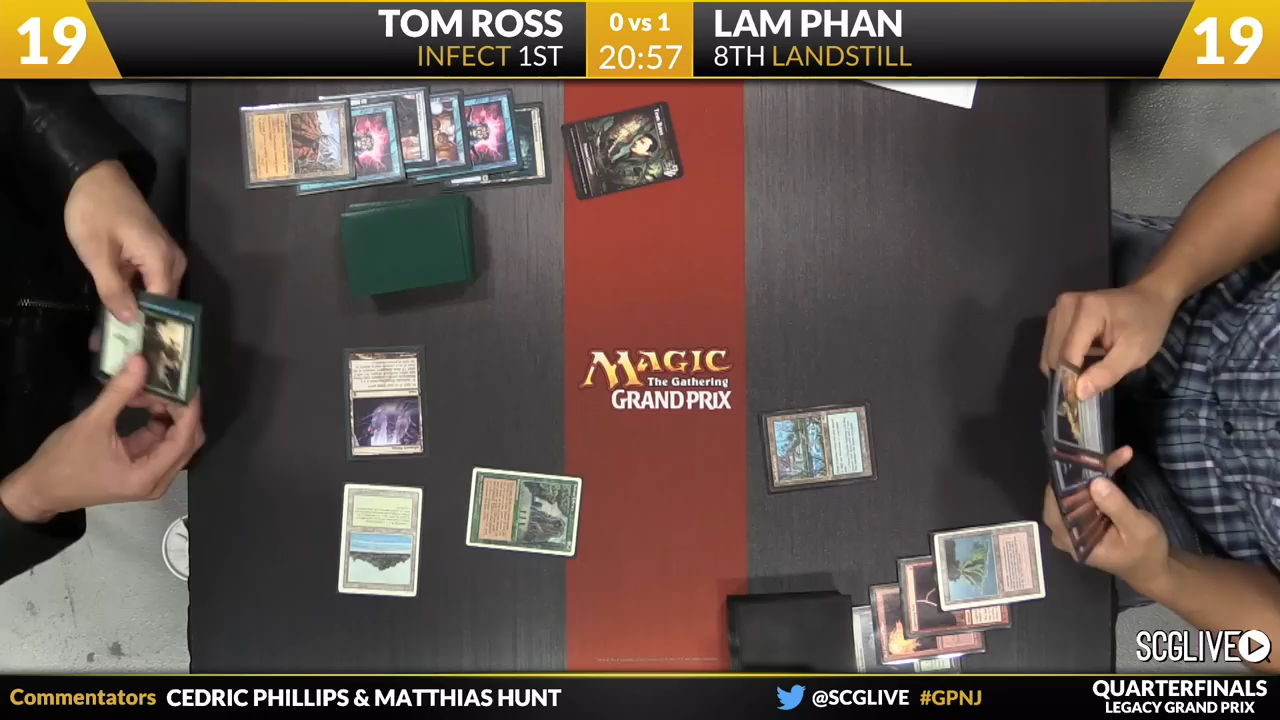 19
TOM ROSS
INFECT 1ST
0 vs 1
20:57
LAM PHAN
8TH LANDSTILL
19
MAGIC
The Gathering
GRAND PRIX
SCGLIVE
Commentators CEDRIC PHILLIPS & MATTHIAS HUNT
@SCGLIVE #GPNJ
QUARTERFINALS
LEGACY GRAND PRIX